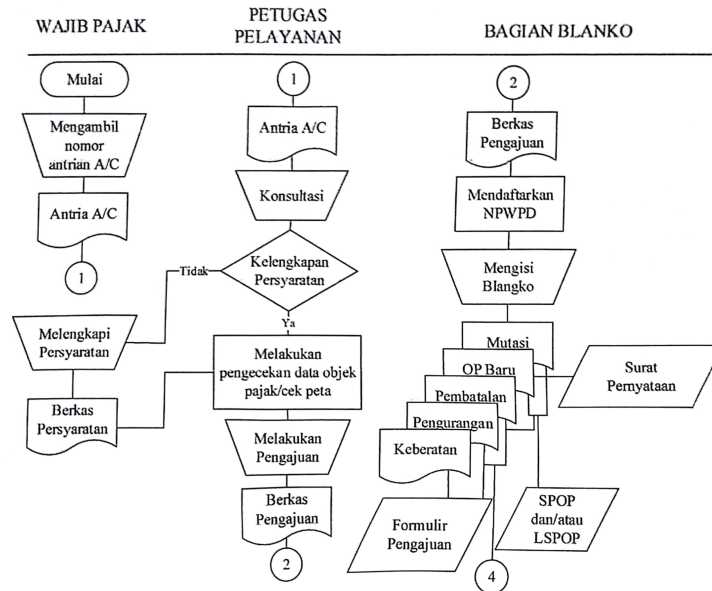 WAJIB PAJAK
PETUGAS
PELAYANAN
BAGIAN BLANKO
Mulai
Mengambil
nomor
antrian A/C
Antria A/C
1
Melengkapi
Persyaratan
Berkas
Persyaratan
1
Antria A/C
Konsultasi
Kelengkapan
Persyaratan
Tidak
Ya
Melakukan
pengecekan data objek
pajak/cek peta
Melakukan
Pengajuan
Berkas
Pengajuan
2
2
Berkas
Pengajuan
Mendaftarkan
NPWPD
Mengisi
Blangko
Mutasi
OP Baru
Pembatalan
Pengurangan
Keberatan
Surat
Pernyataan
Formulir
Pengajuan
SPOP
dan/atau
LSPOP
4